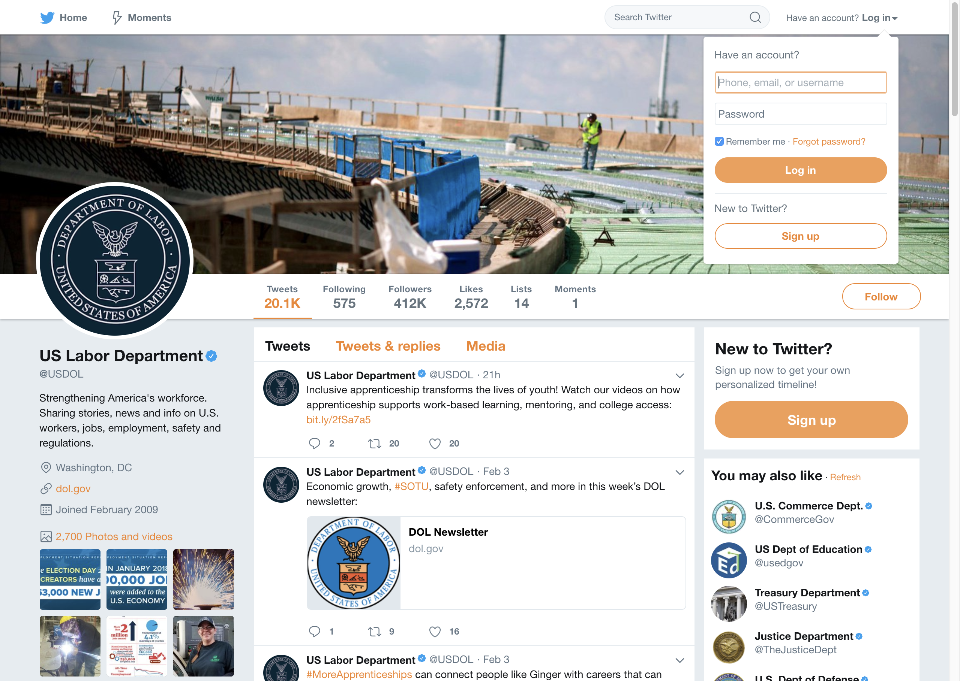 Home
Moments
Search Twitter
Have an account? Log in
Have an account?
Phone, email, or username
Password
Remember me · Forgot password?
Log in
New to Twitter?
Sign up
DEPARTMENT OF LABOR
UNITED STATES OF AMERICA
Tweets
20.1K
Following
575
Followers
412K
Likes
2,572
Lists
14
Moments
1
Follow
US Labor Department
@USDOL
Strengthening America's workforce.
Sharing stories, news and info on U.S.
workers, jobs, employment, safety and
regulations.
Washington, DC
dol.gov
Joined February 2009
2,700 Photos and videos
ELECTION DAY
CREATORS have
3,000 NEW J
N JANUARY 2018
00,000 JO
were added to the
U.S. ECONOMY
2
million
4.1%
Tweets
Tweets & replies
Media
US Labor Department @USDOL · 21h
Inclusive apprenticeship transforms the lives of youth! Watch our videos on how
apprenticeship supports work-based learning, mentoring, and college access:
bit.ly/2fSa7a5
2
20
20
US Labor Department @USDOL · Feb 3
Economic growth, #SOTU, safety enforcement, and more in this week's DOL
newsletter:
DEPARTMENT OF LABOR
UNITED STATES OF AMERICA
DOL Newsletter
dol.gov
1
9
16
US Labor Department @USDOL · Feb 3
#MoreApprenticeships can connect people like Ginger with careers that can
New to Twitter?
Sign up now to get your own
personalized timeline!
Sign up
You may also like · Refresh
U.S. Commerce Dept.
@CommerceGov
US Dept of Education
@usedgov
Ed
Treasury Department
@USTreasury
Justice Department
@TheJusticeDept
U.S. Dept of Defense